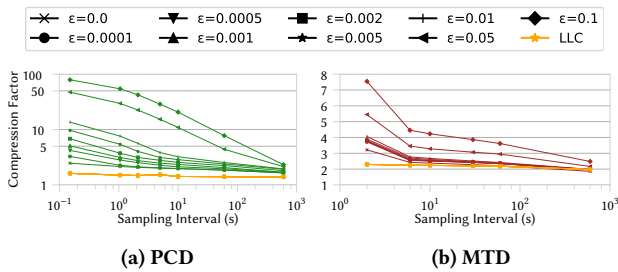 ε=0.0 ε=0.0005 ε=0.002 ε=0.01 ε=0.1
ε=0.0001 ε=0.001 ε=0.005 ε=0.05 LLC
Compression Factor
100
50
10
5
1
10⁻¹ 10⁰ 10¹ 10² 10³
Sampling Interval (s)
(a) PCD
8
7
6
5
4
3
2
1
10⁰ 10¹ 10² 10³
Sampling Interval (s)
(b) MTD